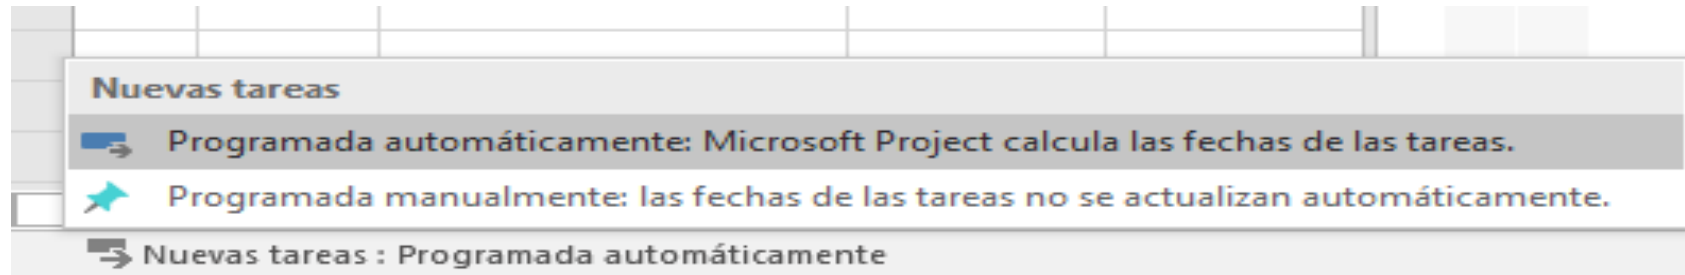 Nuevas tareas
Programada automáticamente: Microsoft Project calcula las fechas de las tareas.
Programada manualmente: las fechas de las tareas no se actualizan automáticamente.
Nuevas tareas : Programada automáticamente